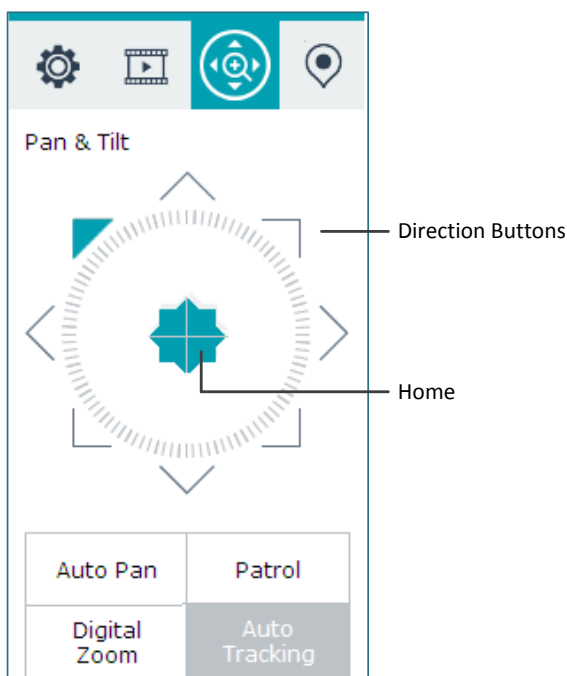 Pan & Tilt
Direction Buttons
Home
Auto Pan
Patrol
Digital
Zoom
Auto
Tracking